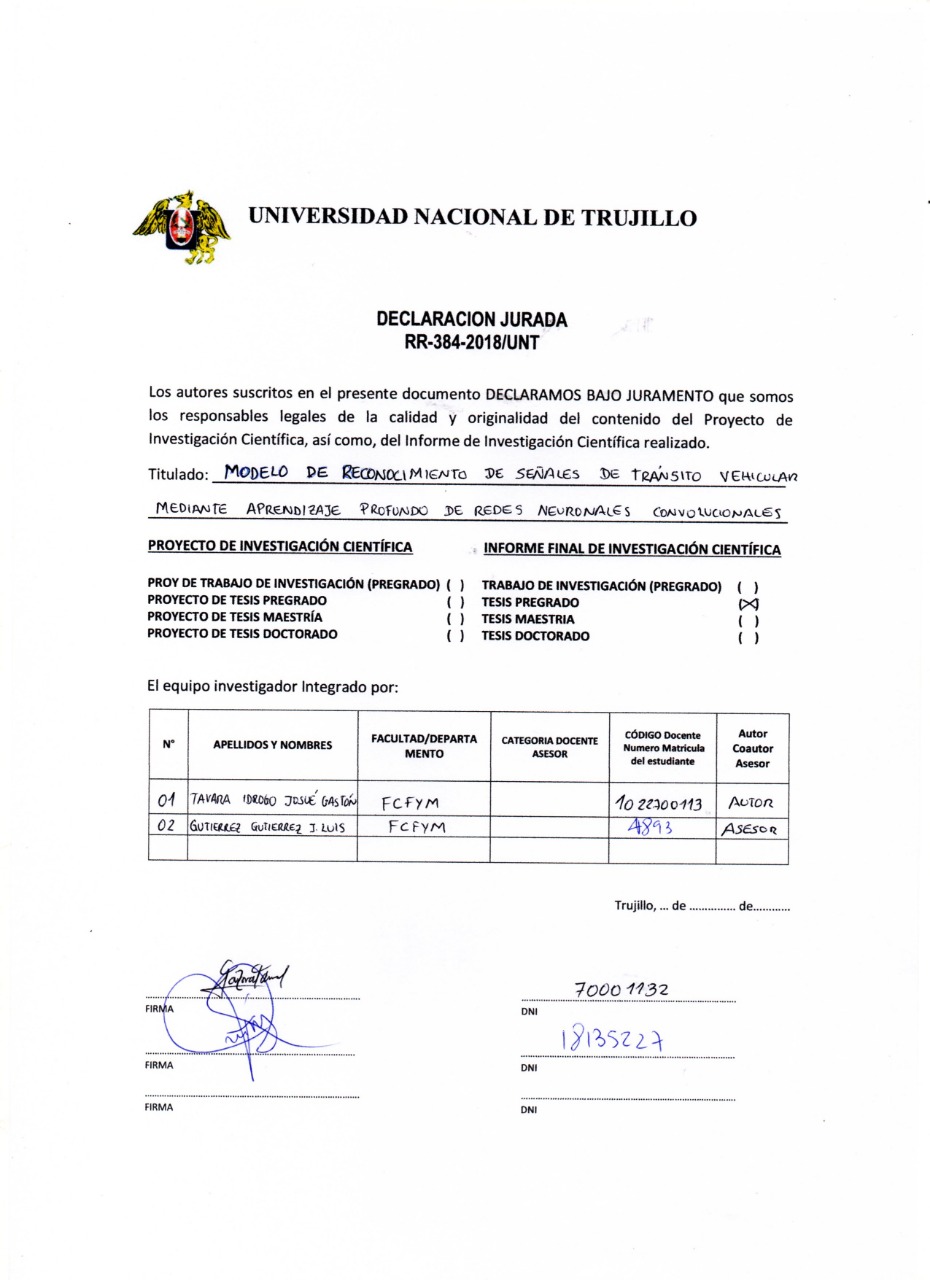 UNIVERSIDAD NACIONAL DE TRUJILLO
DECLARACION JURADA
RR-384-2018/UNT
Los autores suscritos en el presente documento DECLARAMOS BAJO JURAMENTO que somos
los responsables legales de la calidad y originalidad del contenido del Proyecto de
Investigación Científica, así como, del Informe de Investigación Científica realizado.
Titulado: MODELO DE RECONOCIMIENTO DE SEÑALES DE TRÁNSITO VEHICULAR
MEDIANTE APRENDIZAJE PROFUNDO DE REDES NEURONALES CONVOLUCIONALES
PROYECTO DE INVESTIGACIÓN CIENTÍFICA INFORME FINAL DE INVESTIGACIÓN CIENTÍFICA
PROY DE TRABAJO DE INVESTIGACIÓN (PREGRADO) ( ) TRABAJO DE INVESTIGACIÓN (PREGRADO) ( )
PROYECTO DE TESIS PREGRADO ( ) TESIS PREGRADO (X)
PROYECTO DE TESIS MAESTRÍA ( ) TESIS MAESTRIA ( )
PROYECTO DE TESIS DOCTORADO ( ) TESIS DOCTORADO ( )
El equipo investigador Integrado por:
N° APELLIDOS Y NOMBRES FACULTAD/DEPARTAMENTO CATEGORIA DOCENTE ASESOR CÓDIGO Docente Numero Matricula del estudiante Autor Coautor Asesor
01 TAVARA IDROGO JOSUÉ GASTÓN FCFYM 1022700113 AUTOR
02 GUTIERREZ GUTIERREZ J. LUIS FCFYM 4893 ASESOR
Trujillo, ... de .............. de............
70001132
FIRMA DNI
18135227
FIRMA DNI
FIRMA DNI